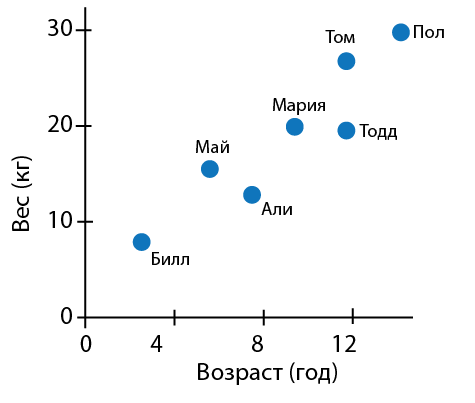 30
Том
Пол
Мария
20
Тодд
Май
Вес (кг)
Али
10
Билл
0
0
4
8
12
Возраст (год)